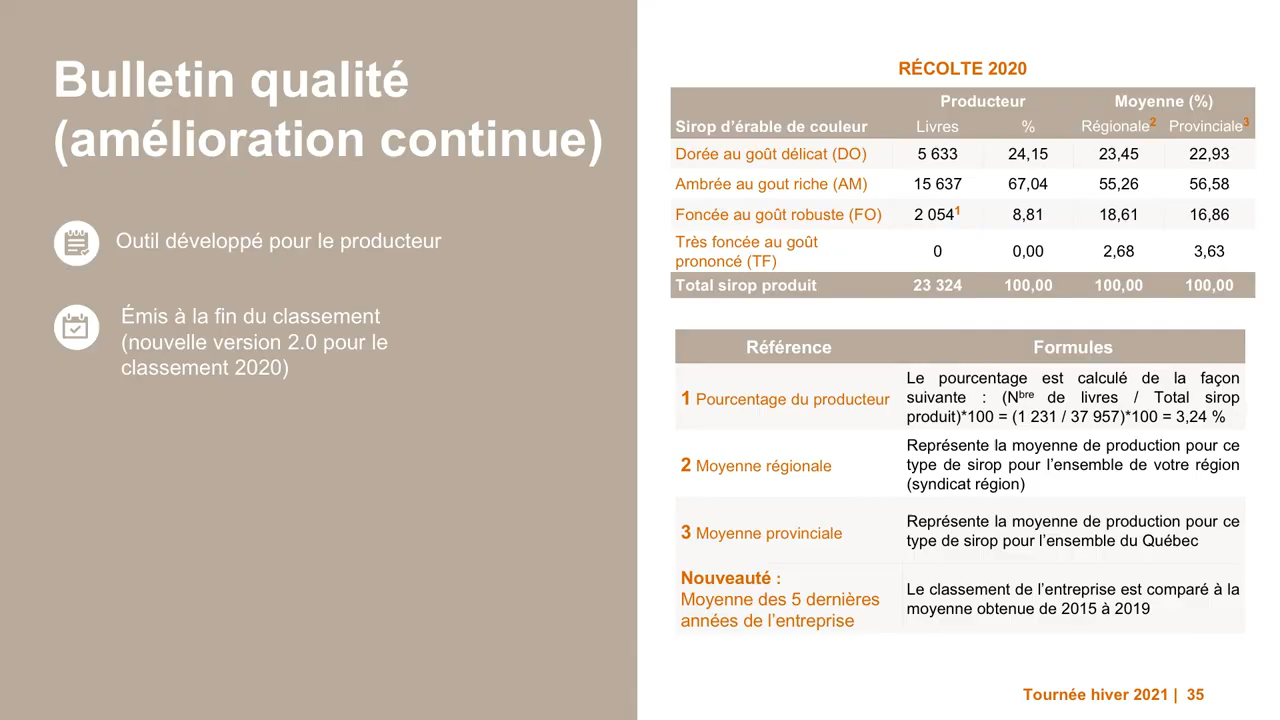 Bulletin qualité
(amélioration continue)
Outil développé pour le producteur
Émis à la fin du classement
(nouvelle version 2.0 pour le
classement 2020)
RÉCOLTE 2020
Producteur Moyenne (%)
Sirop d’érable de couleur Livres % Régionale2 Provinciale3
Dorée au goût délicat (DO) 5 633 24,15 23,45 22,93
Ambrée au gout riche (AM) 15 637 67,04 55,26 56,58
Foncée au goût robuste (FO) 2 0541 8,81 18,61 16,86
Très foncée au goût
prononcé (TF) 0 0,00 2,68 3,63
Total sirop produit 23 324 100,00 100,00 100,00
Référence Formules
1 Pourcentage du producteur
Le pourcentage est calculé de la façon
suivante : (Nbre de livres / Total sirop
produit)*100 = (1 231 / 37 957)*100 = 3,24 %
2 Moyenne régionale
Représente la moyenne de production pour ce
type de sirop pour l’ensemble de votre région
(syndicat région)
3 Moyenne provinciale
Représente la moyenne de production pour ce
type de sirop pour l’ensemble du Québec
Nouveauté :
Moyenne des 5 dernières
années de l’entreprise
Le classement de l’entreprise est comparé à la
moyenne obtenue de 2015 à 2019
Tournée hiver 2021 | 35